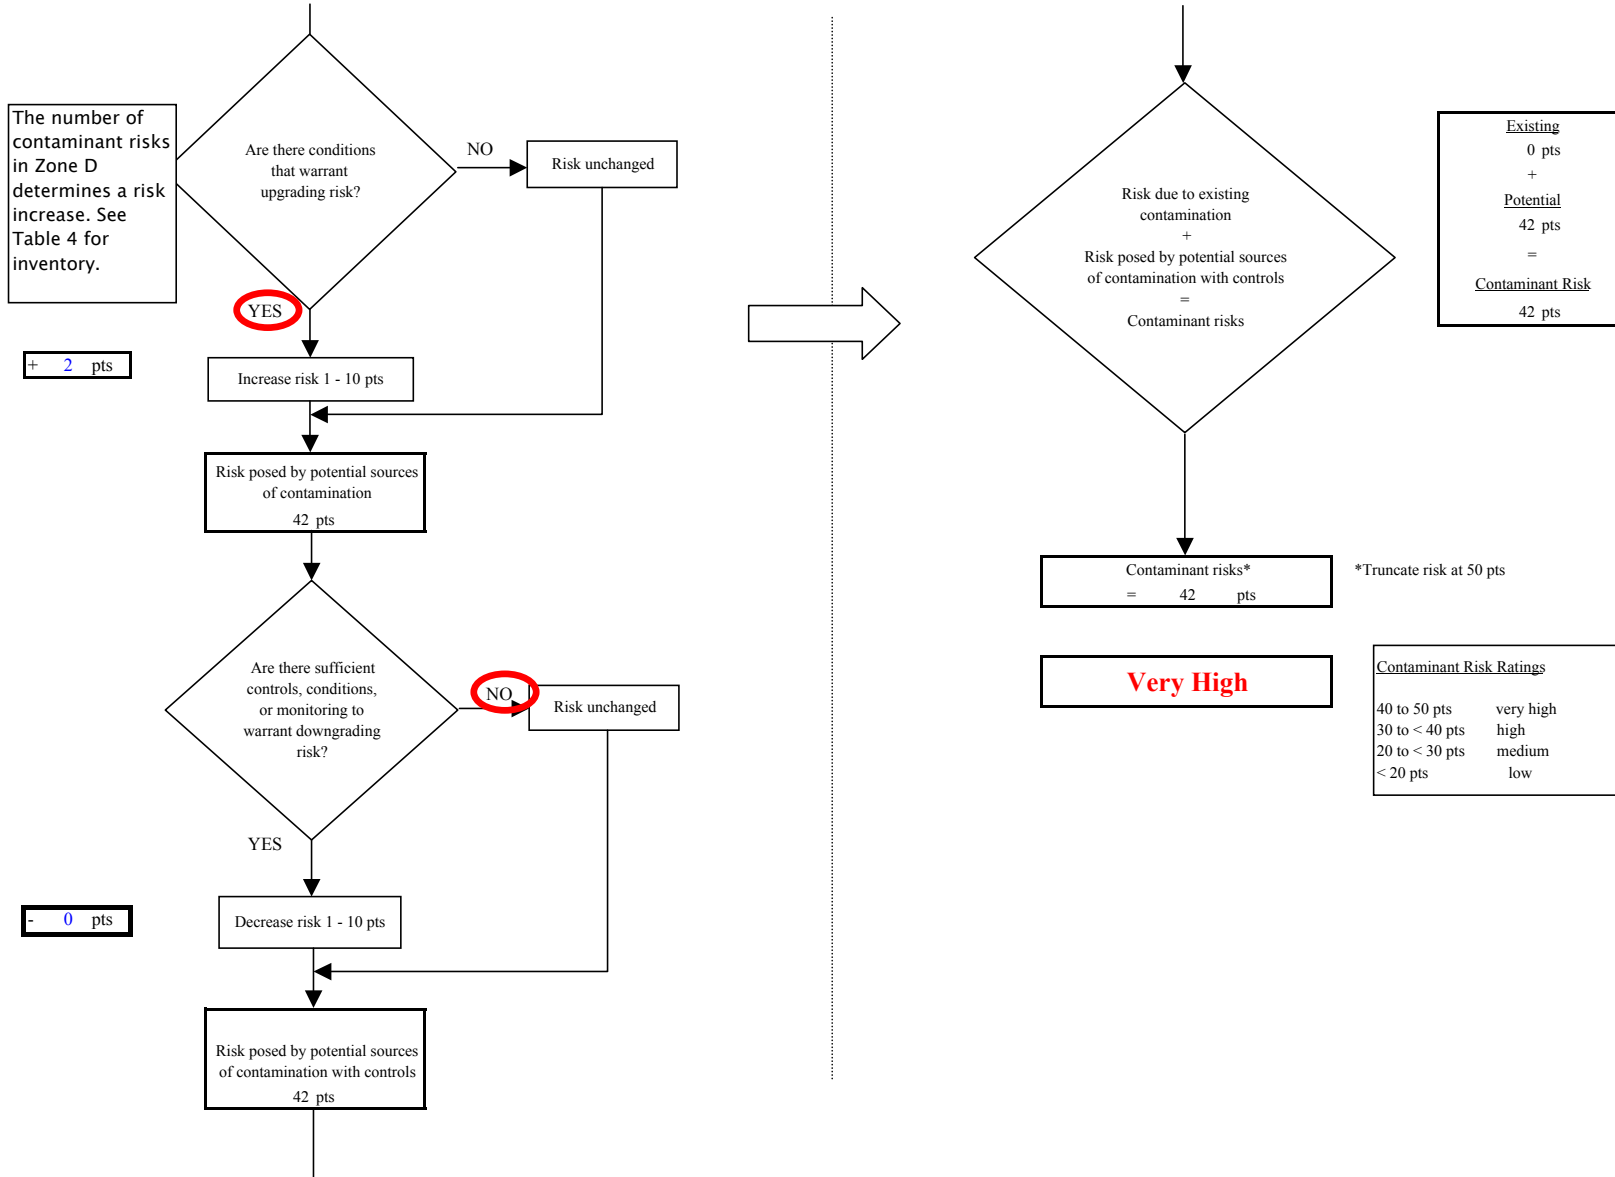 The number of
contaminant risks
in Zone D
determines a risk
increase. See
Table 4 for
inventory.
Are there conditions
that warrant
upgrading risk?
NO
Risk unchanged
YES
+ 2 pts
Increase risk 1 - 10 pts
Risk posed by potential sources
of contamination
42 pts
Are there sufficient
controls, conditions,
or monitoring to
warrant downgrading
risk?
NO
Risk unchanged
YES
- 0 pts
Decrease risk 1 - 10 pts
Risk posed by potential sources
of contamination with controls
42 pts
Risk due to existing
contamination
+
Risk posed by potential sources
of contamination with controls
=
Contaminant risks
Existing
0 pts
+
Potential
42 pts
=
Contaminant Risk
42 pts
Contaminant risks*
= 42 pts
*Truncate risk at 50 pts
Very High
Contaminant Risk Ratings
40 to 50 pts very high
30 to < 40 pts high
20 to < 30 pts medium
< 20 pts low